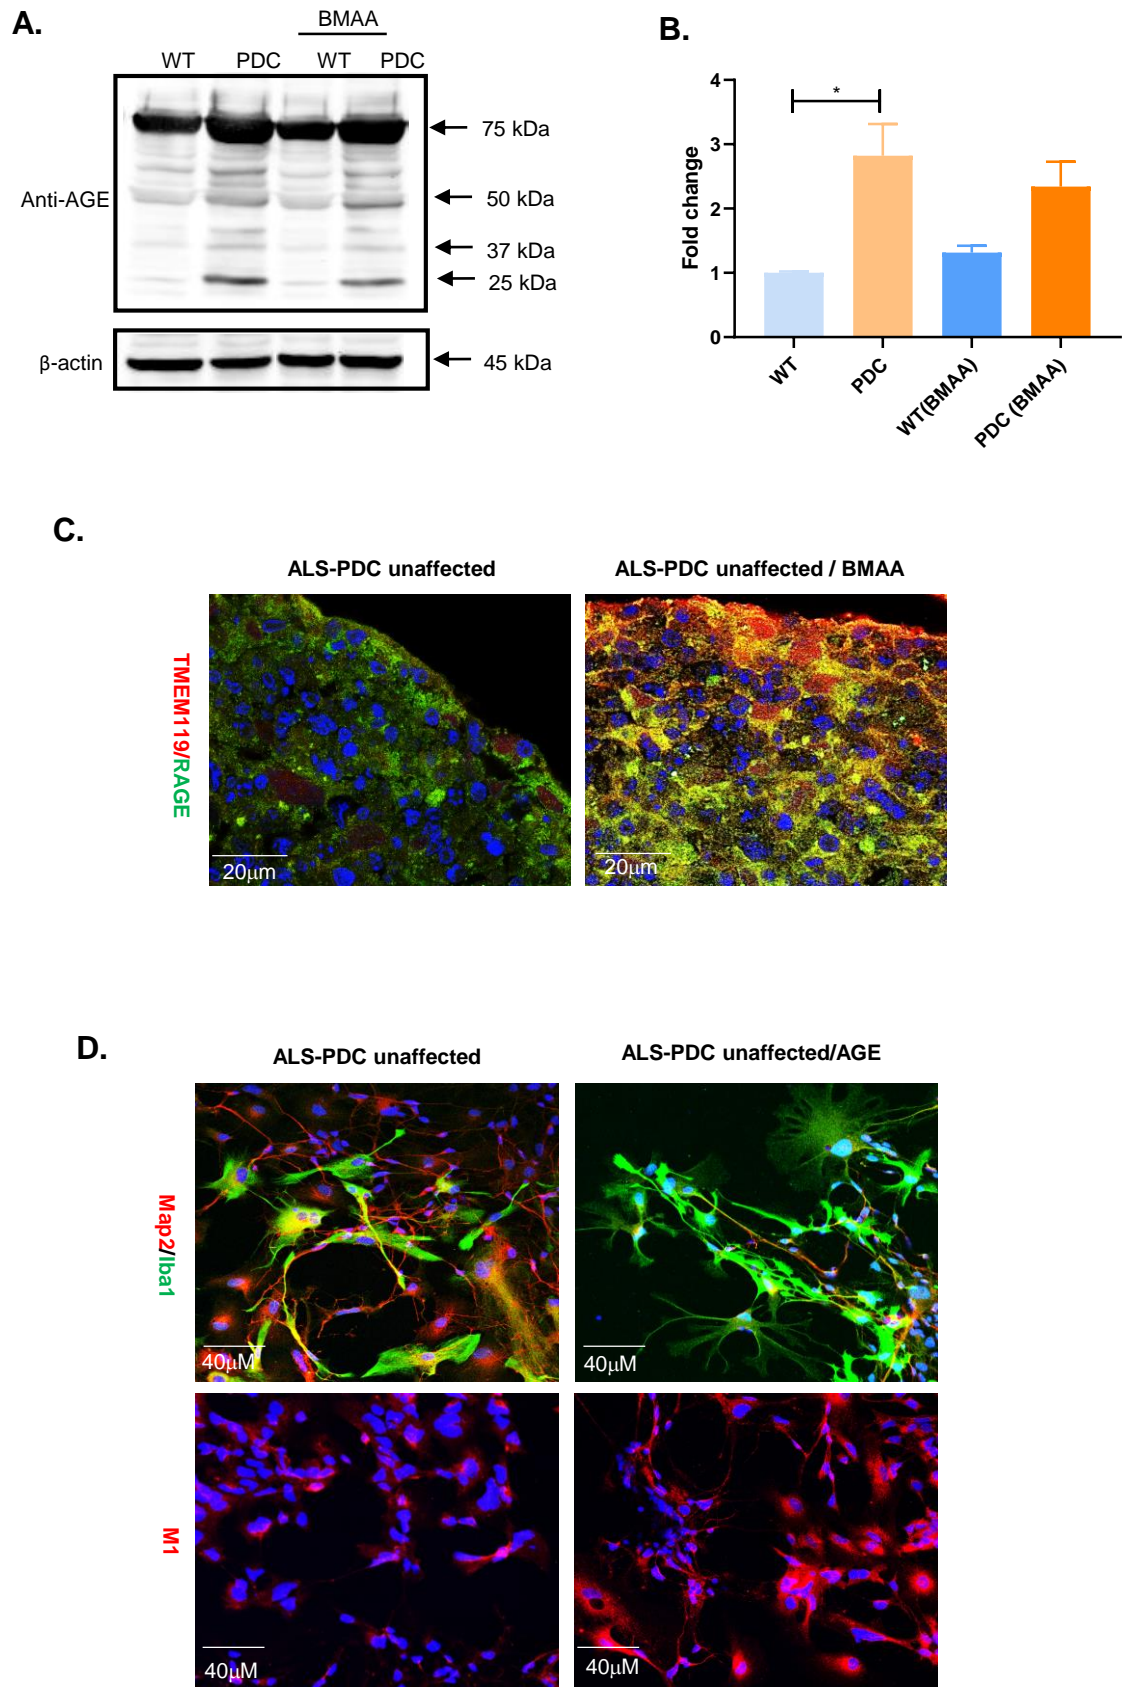 A.
BMAA
WT PDC WT PDC
75 kDa
Anti-AGE
50 kDa
37 kDa
25 kDa
β-actin
45 kDa
B.
4
3
2
1
0
Fold change
*
WT
PDC
WT(BMAA)
PDC (BMAA)
C.
ALS-PDC unaffected
ALS-PDC unaffected / BMAA
TMEM119/RAGE
20μm
20μm
D.
ALS-PDC unaffected
ALS-PDC unaffected/AGE
Map2/Iba1
40μM
40μM
M1
40μM
40μM